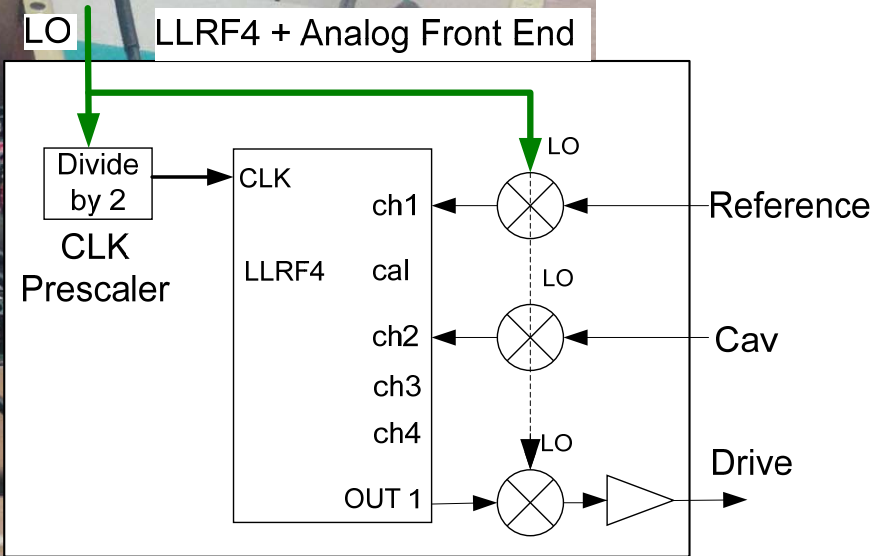 LO
LLRF4 + Analog Front End
Divide
by 2
CLK
Prescaler
CLK
LLRF4
ch1
cal
ch2
ch3
ch4
OUT 1
LO
LO
LO
Reference
Cav
Drive